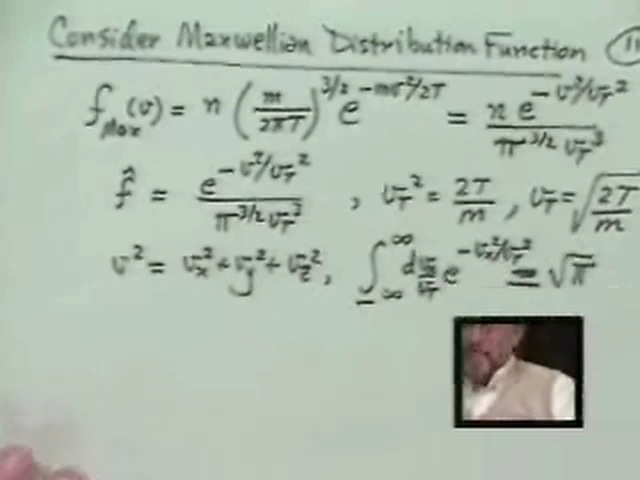 Consider Maxwellian Distribution Function 11
f_Max (v) = n (m/2πT)^3/2 e^-mv²/2T = n e^-v²/v_T² / π^3/2 v_T³
f̂ = e^-v²/v_T² / π^3/2 v_T³ , v_T² = 2T/m , v_T = √(2T/m)
v² = v_x² + v_y² + v_z² , ∫_-∞^∞ dv_x/v_T e^-v_x²/v_T² = √π